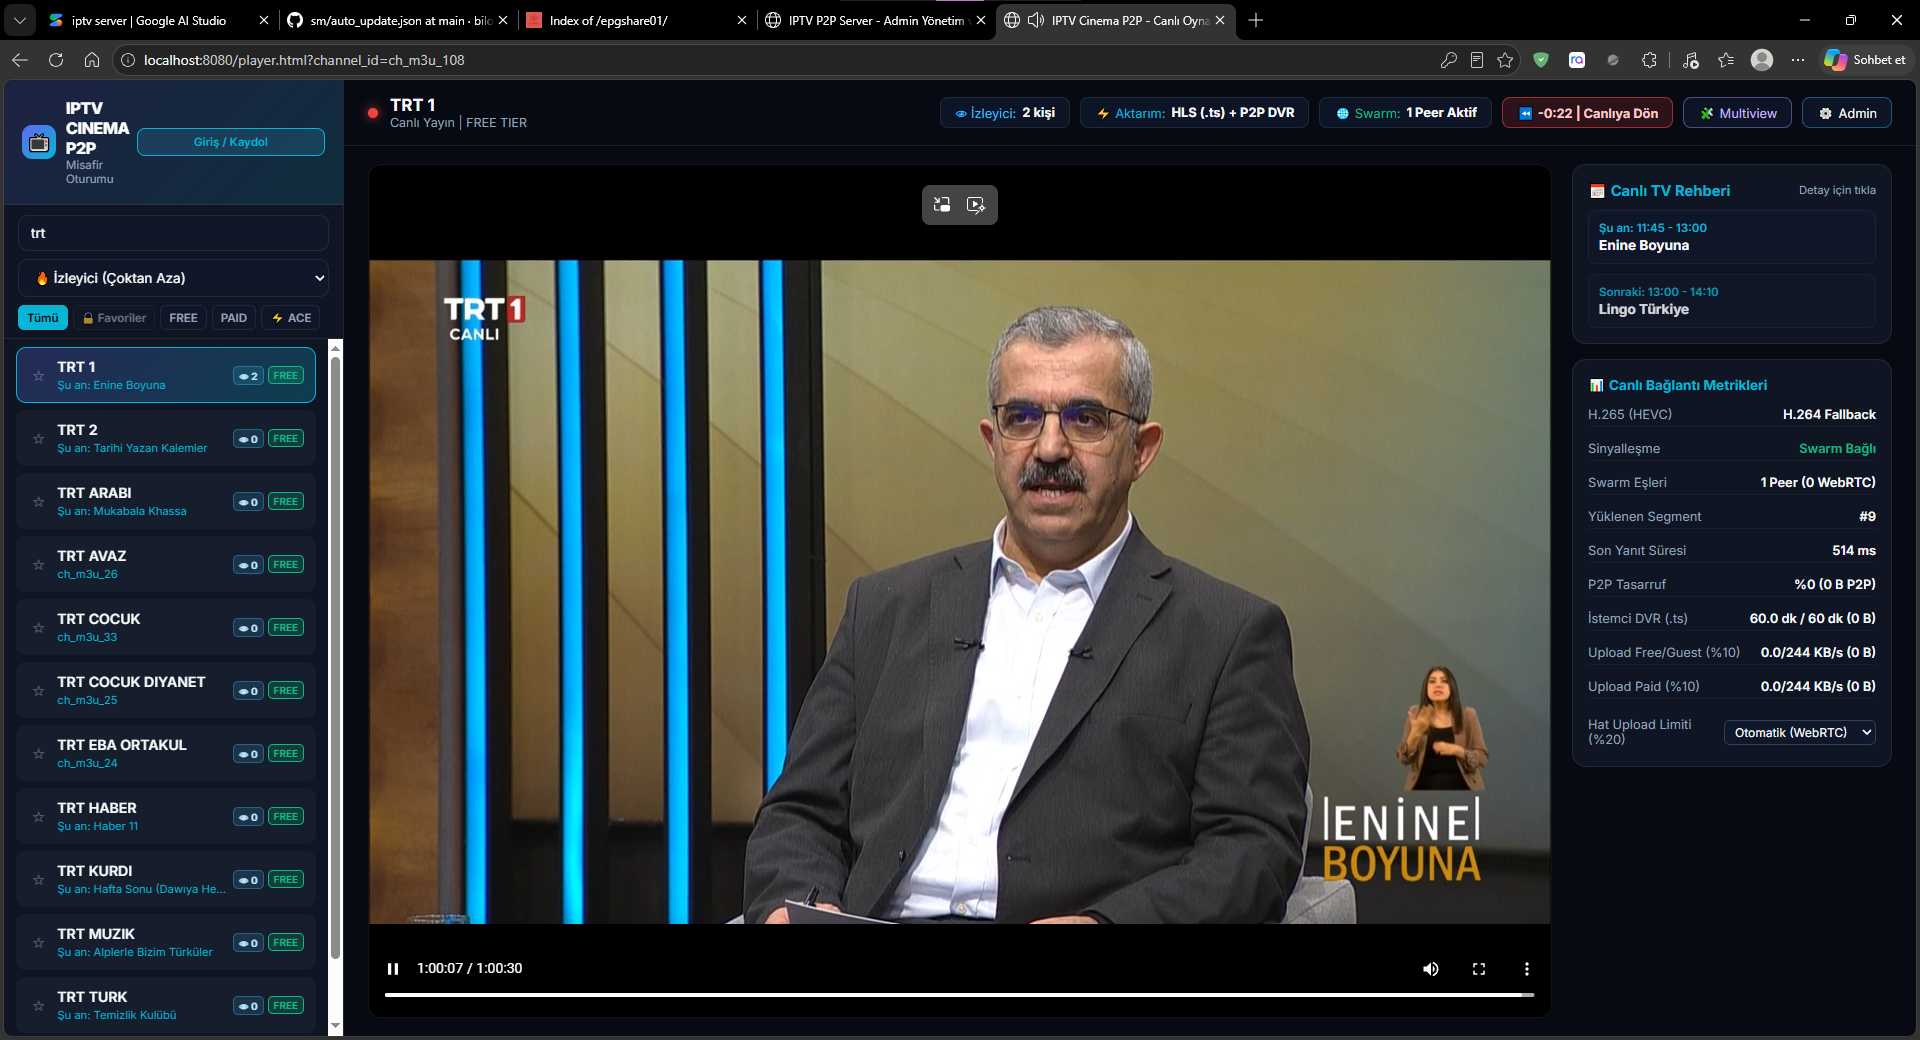 iptv server | Google AI Studio
sm/auto_update.json at main · bilo
Index of /epgshare01/
IPTV P2P Server - Admin Yönetim
IPTV Cinema P2P - Canlı Oyna
localhost:8080/player.html?channel_id=ch_m3u_108
Sohbet et
IPTV
CINEMA
P2P
Misafir
Oturumu
Giriş / Kaydol
trt
İzleyici (Çoktan Aza)
Tümü
Favoriler
FREE
PAID
ACE
TRT 1
Şu an: Enine Boyuna
2
FREE
TRT 2
Şu an: Tarihi Yazan Kalemler
0
FREE
TRT ARABI
Şu an: Mukabala Khassa
0
FREE
TRT AVAZ
ch_m3u_26
0
FREE
TRT COCUK
ch_m3u_33
0
FREE
TRT COCUK DIYANET
ch_m3u_25
0
FREE
TRT EBA ORTAKUL
ch_m3u_24
0
FREE
TRT HABER
Şu an: Haber 11
0
FREE
TRT KURDI
Şu an: Hafta Sonu (Dawıya He...
0
FREE
TRT MUZIK
Şu an: Alplerle Bizim Türküler
0
FREE
TRT TURK
Şu an: Temizlik Kulübü
0
FREE
TRT 1
Canlı Yayın | FREE TIER
İzleyici: 2 kişi
Aktarım: HLS (.ts) + P2P DVR
Swarm: 1 Peer Aktif
-0:22 | Canlıya Dön
Multiview
Admin
TRT 1
CANLI
|ENİNE|
BOYUNA
1:00:07 / 1:00:30
Canlı TV Rehberi
Detay için tıkla
Şu an: 11:45 - 13:00
Enine Boyuna
Sonraki: 13:00 - 14:10
Lingo Türkiye
Canlı Bağlantı Metrikleri
H.265 (HEVC) H.264 Fallback
Sinyalleşme Swarm Bağlı
Swarm Eşleri 1 Peer (0 WebRTC)
Yüklenen Segment #9
Son Yanıt Süresi 514 ms
P2P Tasarruf %0 (0 B P2P)
İstemci DVR (.ts) 60.0 dk / 60 dk (0 B)
Upload Free/Guest (%10) 0.0/244 KB/s (0 B)
Upload Paid (%10) 0.0/244 KB/s (0 B)
Hat Upload Limiti
(%20)
Otomatik (WebRTC)